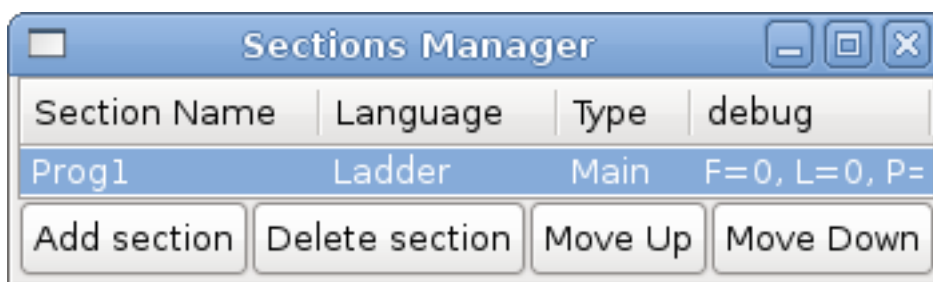 Sections Manager
Section Name Language Type debug
Prog1 Ladder Main F=0, L=0, P=
Add section Delete section Move Up Move Down